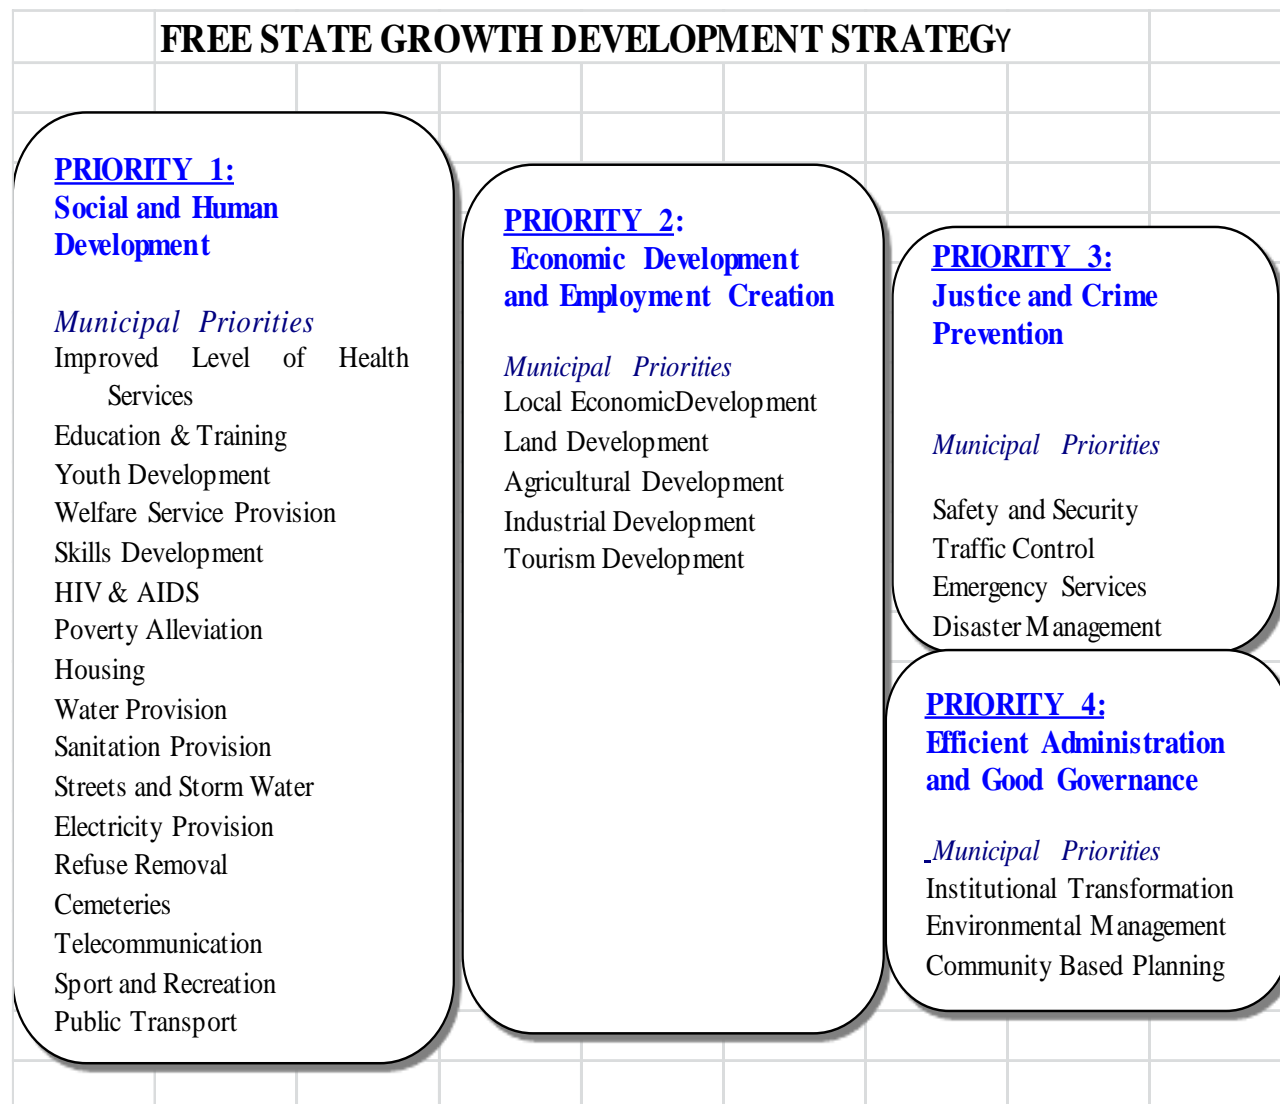 FREE STATE GROWTH DEVELOPMENT STRATEGY
PRIORITY 1:
Social and Human
Development
Municipal Priorities
Improved Level of Health
Services
Education & Training
Youth Development
Welfare Service Provision
Skills Development
HIV & AIDS
Poverty Alleviation
Housing
Water Provision
Sanitation Provision
Streets and Storm Water
Electricity Provision
Refuse Removal
Cemeteries
Telecommunication
Sport and Recreation
Public Transport
PRIORITY 2:
Economic Development
and Employment Creation
Municipal Priorities
Local EconomicDevelopment
Land Development
Agricultural Development
Industrial Development
Tourism Development
PRIORITY 3:
Justice and Crime
Prevention
Municipal Priorities
Safety and Security
Traffic Control
Emergency Services
Disaster Management
PRIORITY 4:
Efficient Administration
and Good Governance
Municipal Priorities
Institutional Transformation
Environmental Management
Community Based Planning